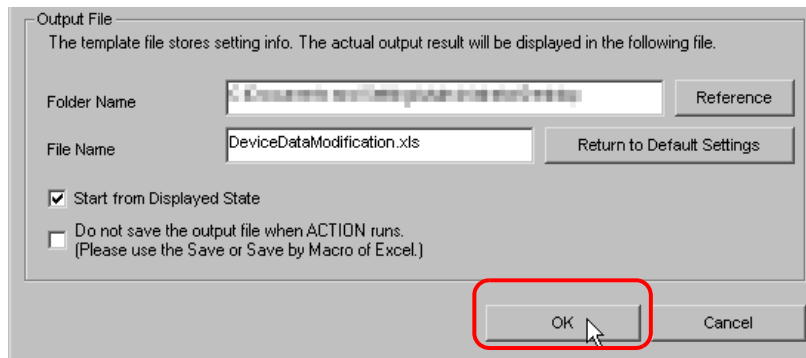 Output File
The template file stores setting info. The actual output result will be displayed in the following file.
Folder Name
Reference
File Name
DeviceDataModification.xls
Return to Default Settings
Start from Displayed State
Do not save the output file when ACTION runs.
(Please use the Save or Save by Macro of Excel.)
OK
Cancel